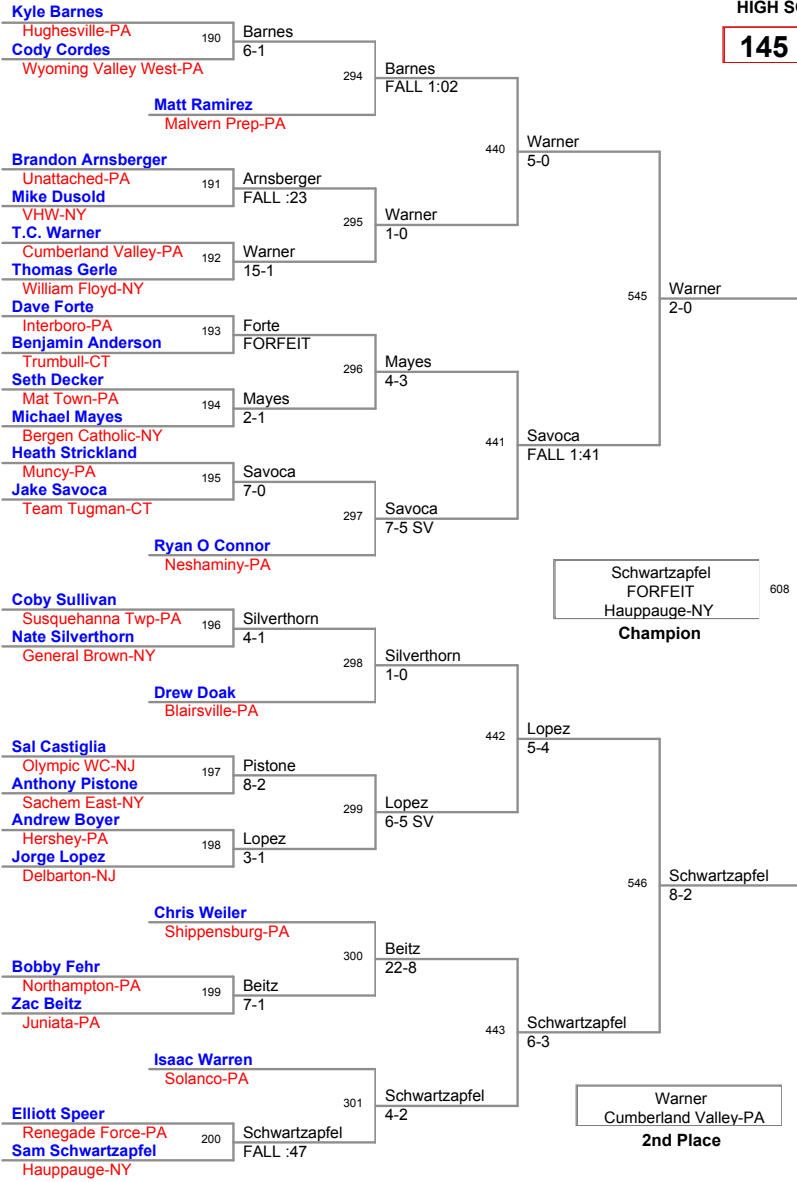 HIGH SC
145
Kyle Barnes
Hughesville-PA
190
Cody Cordes
Wyoming Valley West-PA
Barnes
6-1
294
Matt Ramirez
Malvern Prep-PA
Barnes
FALL 1:02
440
Brandon Arnsberger
Unattached-PA
191
Mike Dusold
VHW-NY
Arnsberger
FALL :23
295
T.C. Warner
Cumberland Valley-PA
192
Thomas Gerle
William Floyd-NY
Warner
15-1
Warner
1-0
Warner
5-0
545
Dave Forte
Interboro-PA
193
Benjamin Anderson
Trumbull-CT
Forte
FORFEIT
296
Seth Decker
Mat Town-PA
194
Michael Mayes
Bergen Catholic-NY
Mayes
2-1
Mayes
4-3
441
Heath Strickland
Muncy-PA
195
Jake Savoca
Team Tugman-CT
Savoca
7-0
297
Ryan O Connor
Neshaminy-PA
Savoca
7-5 SV
Savoca
FALL 1:41
Warner
2-0
Schwartzapfel
FORFEIT
Hauppauge-NY
608
Champion
Coby Sullivan
Susquehanna Twp-PA
196
Nate Silverthorn
General Brown-NY
Silverthorn
4-1
298
Drew Doak
Blairsville-PA
Silverthorn
1-0
442
Sal Castiglia
Olympic WC-NJ
197
Anthony Pistone
Sachem East-NY
Pistone
8-2
299
Andrew Boyer
Hershey-PA
198
Jorge Lopez
Delbarton-NJ
Lopez
3-1
Lopez
6-5 SV
Lopez
5-4
546
Chris Weiler
Shippensburg-PA
300
Bobby Fehr
Northampton-PA
199
Zac Beitz
Juniata-PA
Beitz
7-1
Beitz
22-8
443
Isaac Warren
Solanco-PA
301
Elliott Speer
Renegade Force-PA
200
Sam Schwartzapfel
Hauppauge-NY
Schwartzapfel
FALL :47
Schwartzapfel
4-2
Schwartzapfel
6-3
Schwartzapfel
8-2
Warner
Cumberland Valley-PA
2nd Place